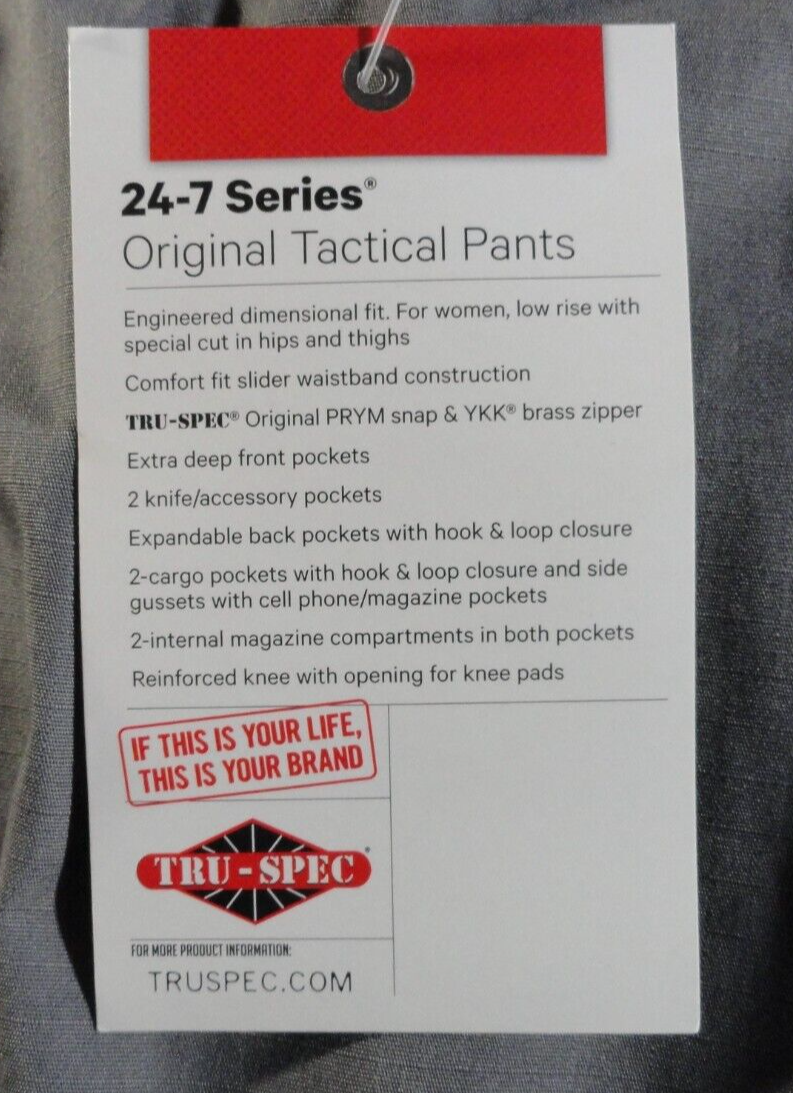 24-7 Series®
Original Tactical Pants
Engineered dimensional fit. For women, low rise with
special cut in hips and thighs
Comfort fit slider waistband construction
TRU-SPEC® Original PRYM snap & YKK® brass zipper
Extra deep front pockets
2 knife/accessory pockets
Expandable back pockets with hook & loop closure
2-cargo pockets with hook & loop closure and side
gussets with cell phone/magazine pockets
2-internal magazine compartments in both pockets
Reinforced knee with opening for knee pads
IF THIS IS YOUR LIFE,
THIS IS YOUR BRAND
TRU-SPEC®
FOR MORE PRODUCT INFORMATION:
TRUSPEC.COM